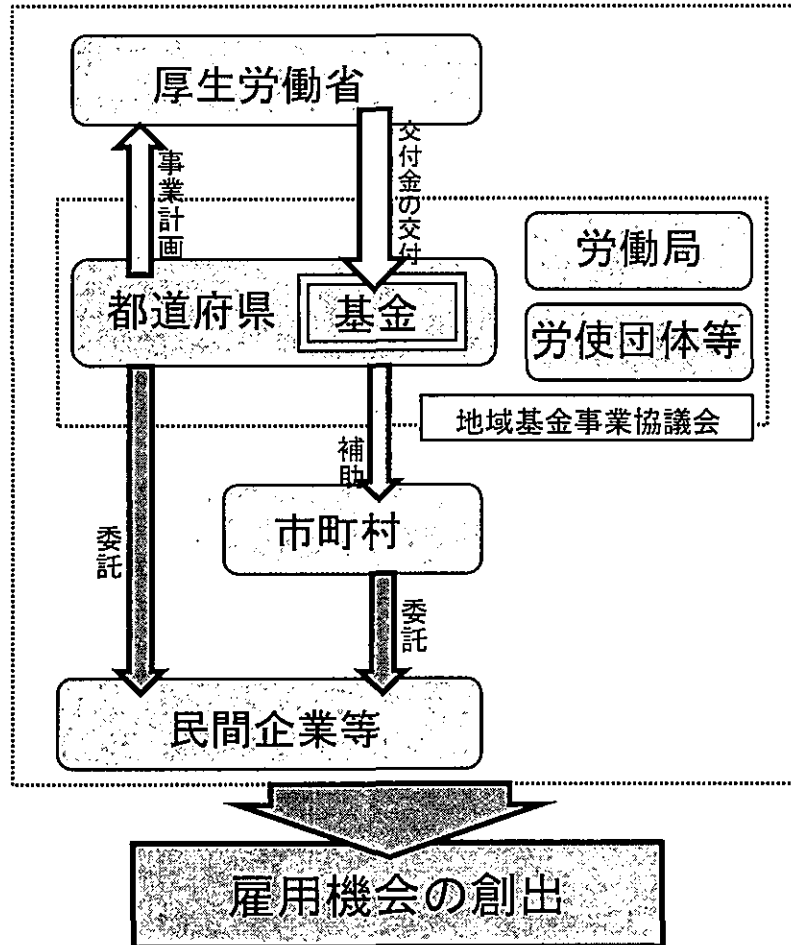 厚生労働省
事業計画
交付金の交付
労働局
都道府県
基金
労使団体等
地域基金事業協議会
補助
市町村
委託
委託
民間企業等
雇用機会の創出